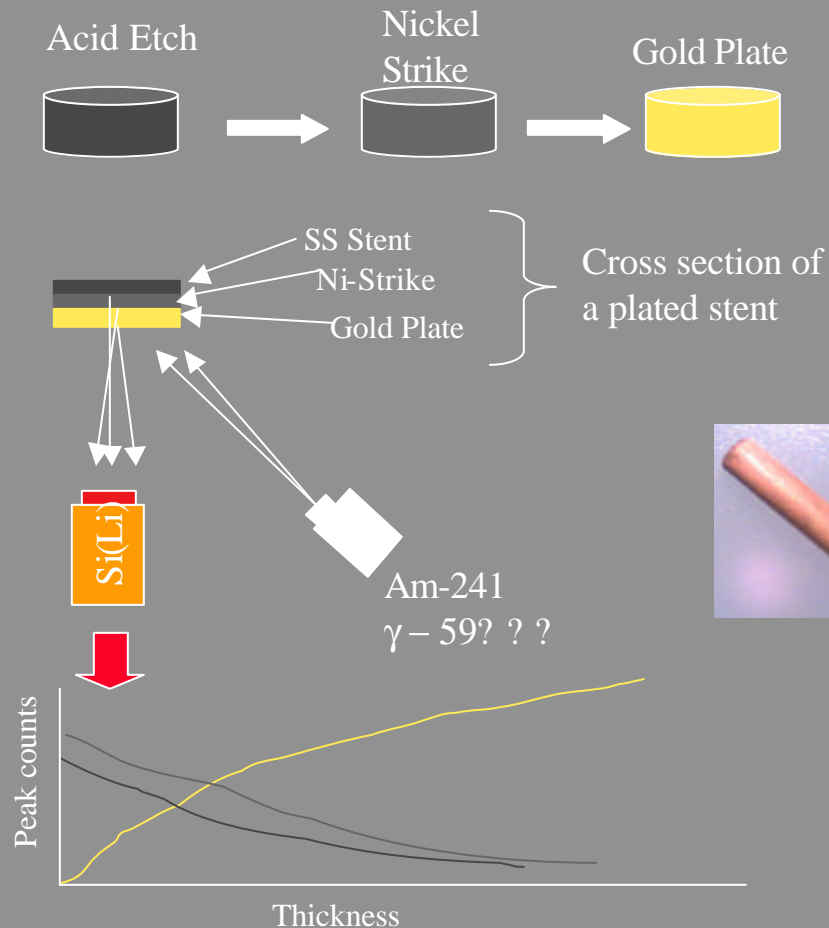 Acid Etch
Nickel
Strike
Gold Plate
SS Stent
Ni-Strike
Gold Plate
Cross section of
a plated stent
Si(Li)
Am-241
γ – 59? ? ?
Peak counts
Thickness